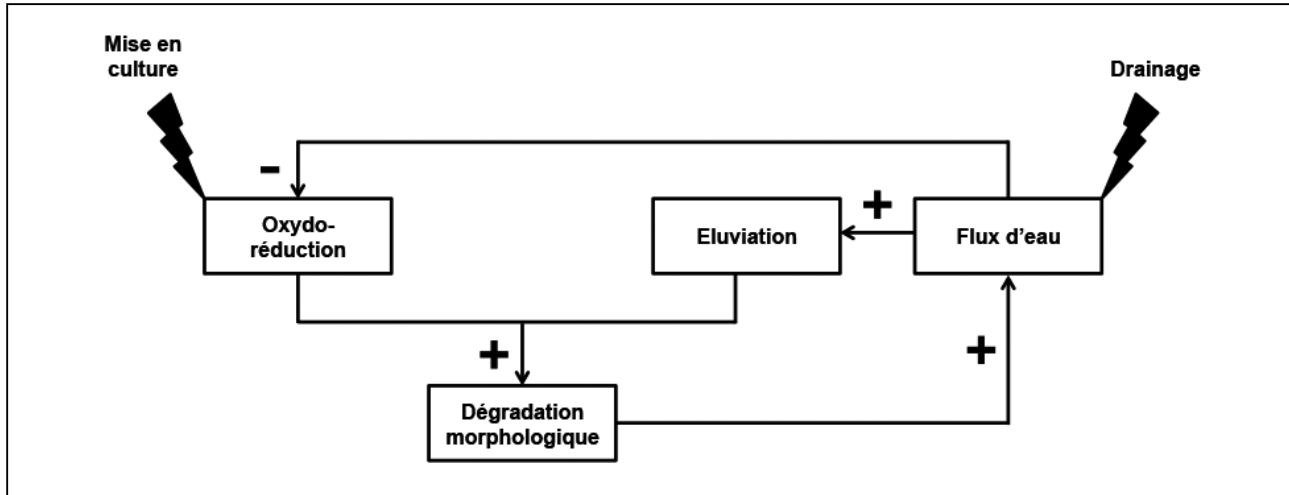 Mise en
culture
Drainage
-
Oxydo-
réduction
Eluviation
+
Flux d'eau
+
+
Dégradation
morphologique